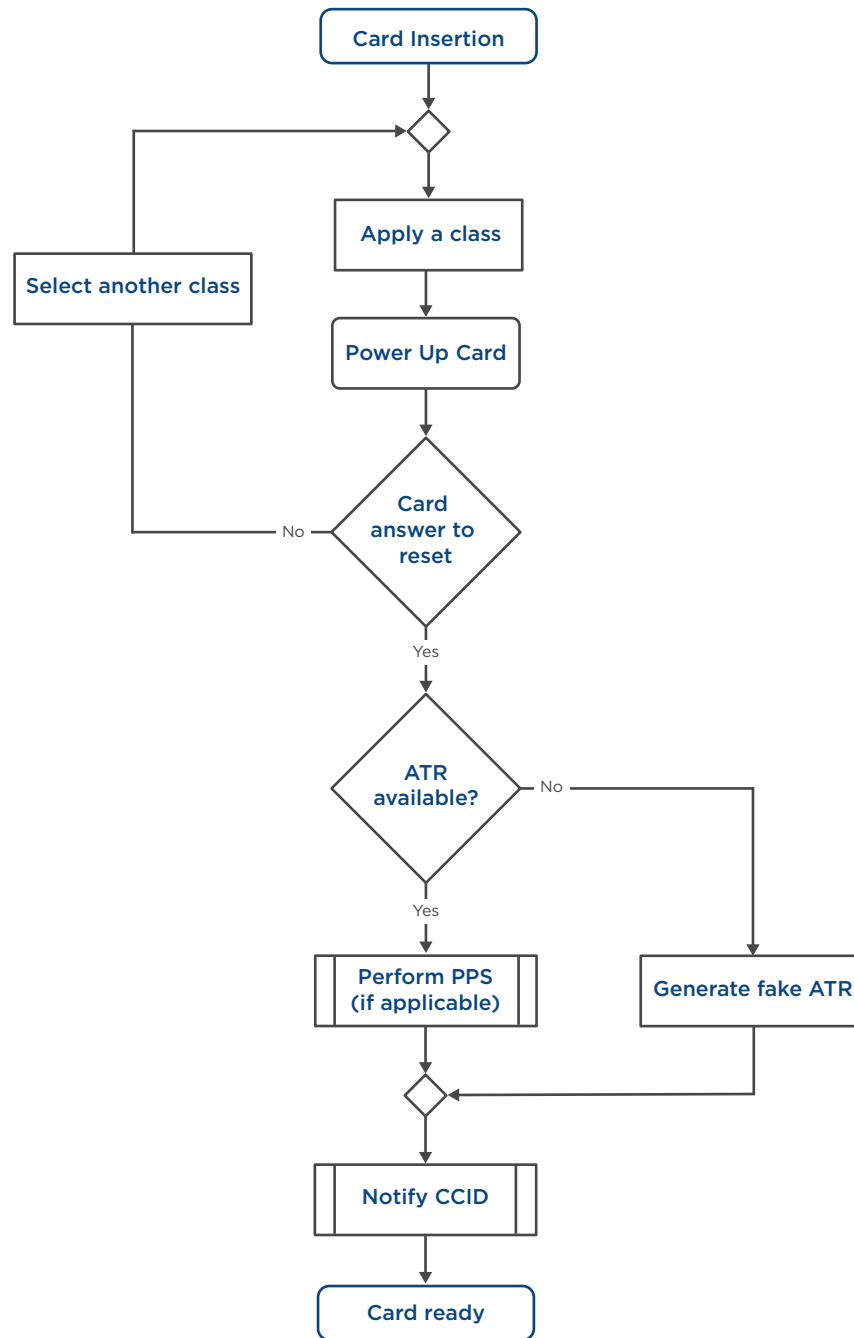 Card Insertion
Apply a class
Select another class
Power Up Card
Card
answer to
reset
No
Yes
ATR
available?
No
Yes
Perform PPS
(if applicable)
Generate fake ATR
Notify CCID
Card ready